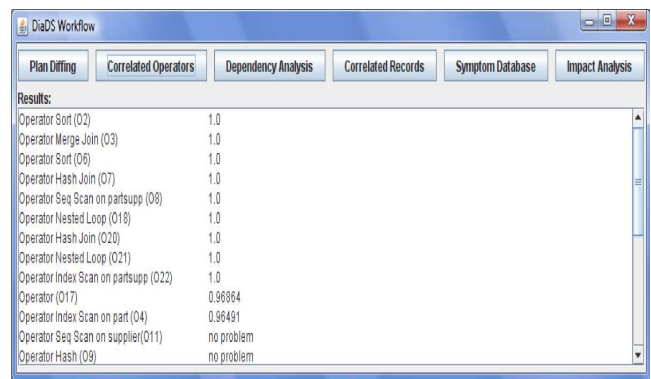 DiaDS Workflow
Plan Diffing Correlated Operators Dependency Analysis Correlated Records Symptom Database Impact Analysis
Results:
Operator Sort (O2) 1.0
Operator Merge Join (O3) 1.0
Operator Sort (O6) 1.0
Operator Hash Join (O7) 1.0
Operator Seq Scan on partsupp (O8) 1.0
Operator Nested Loop (O18) 1.0
Operator Hash Join (O20) 1.0
Operator Nested Loop (O21) 1.0
Operator Index Scan on partsupp (O22) 1.0
Operator (O17) 0.96864
Operator Index Scan on part (O4) 0.96491
Operator Seq Scan on supplier(O11) no problem
Operator Hash (O9) no problem